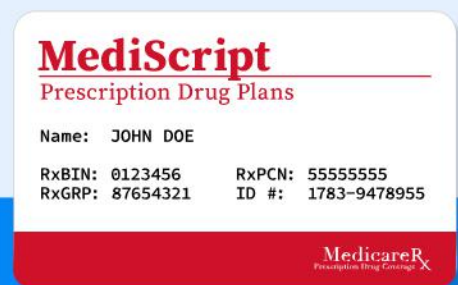 MediScript
Prescription Drug Plans
Name: JOHN DOE
RxBIN: 0123456 RxPCN: 55555555
RxGRP: 87654321 ID #: 1783-9478955
MedicareRx
Prescription Drug Coverage